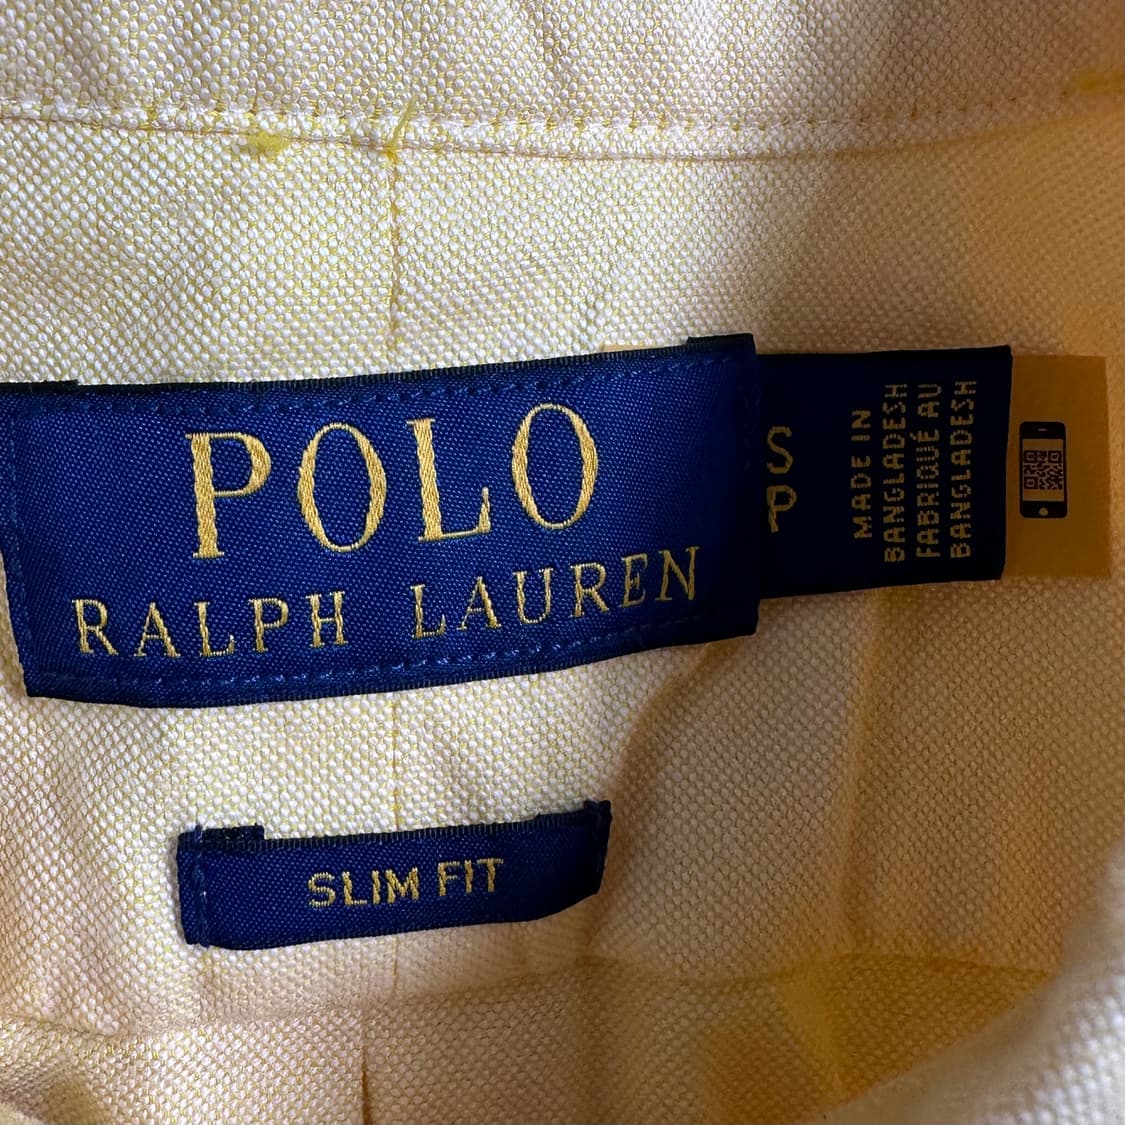 POLO
RALPH LAUREN
S
P
MADE IN
BANGLADESH
FABRIQUÉ AU
BANGLADESH
SLIM FIT